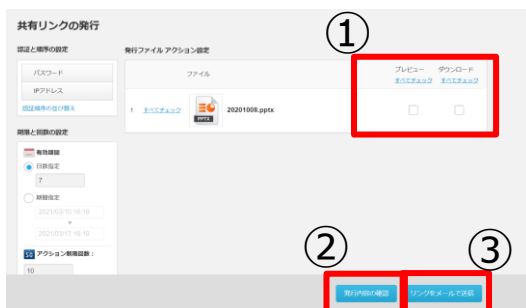 共有リンクの発行
認証と順序の設定
パスワード
IPアドレス
認証順序の並び替え
期限と回数の設定
有効期間
日数指定
7
期間指定
2021/03/10 16:19
2021/03/17 16:19
アクション制限回数：
10
発行ファイル アクション設定
①
ファイル
プレビュー ダウンロード
すべてチェック すべてチェック
1 すべてチェック PPTX 20201008.pptx
② ③
発行内容の確認 リンクをメールで送信